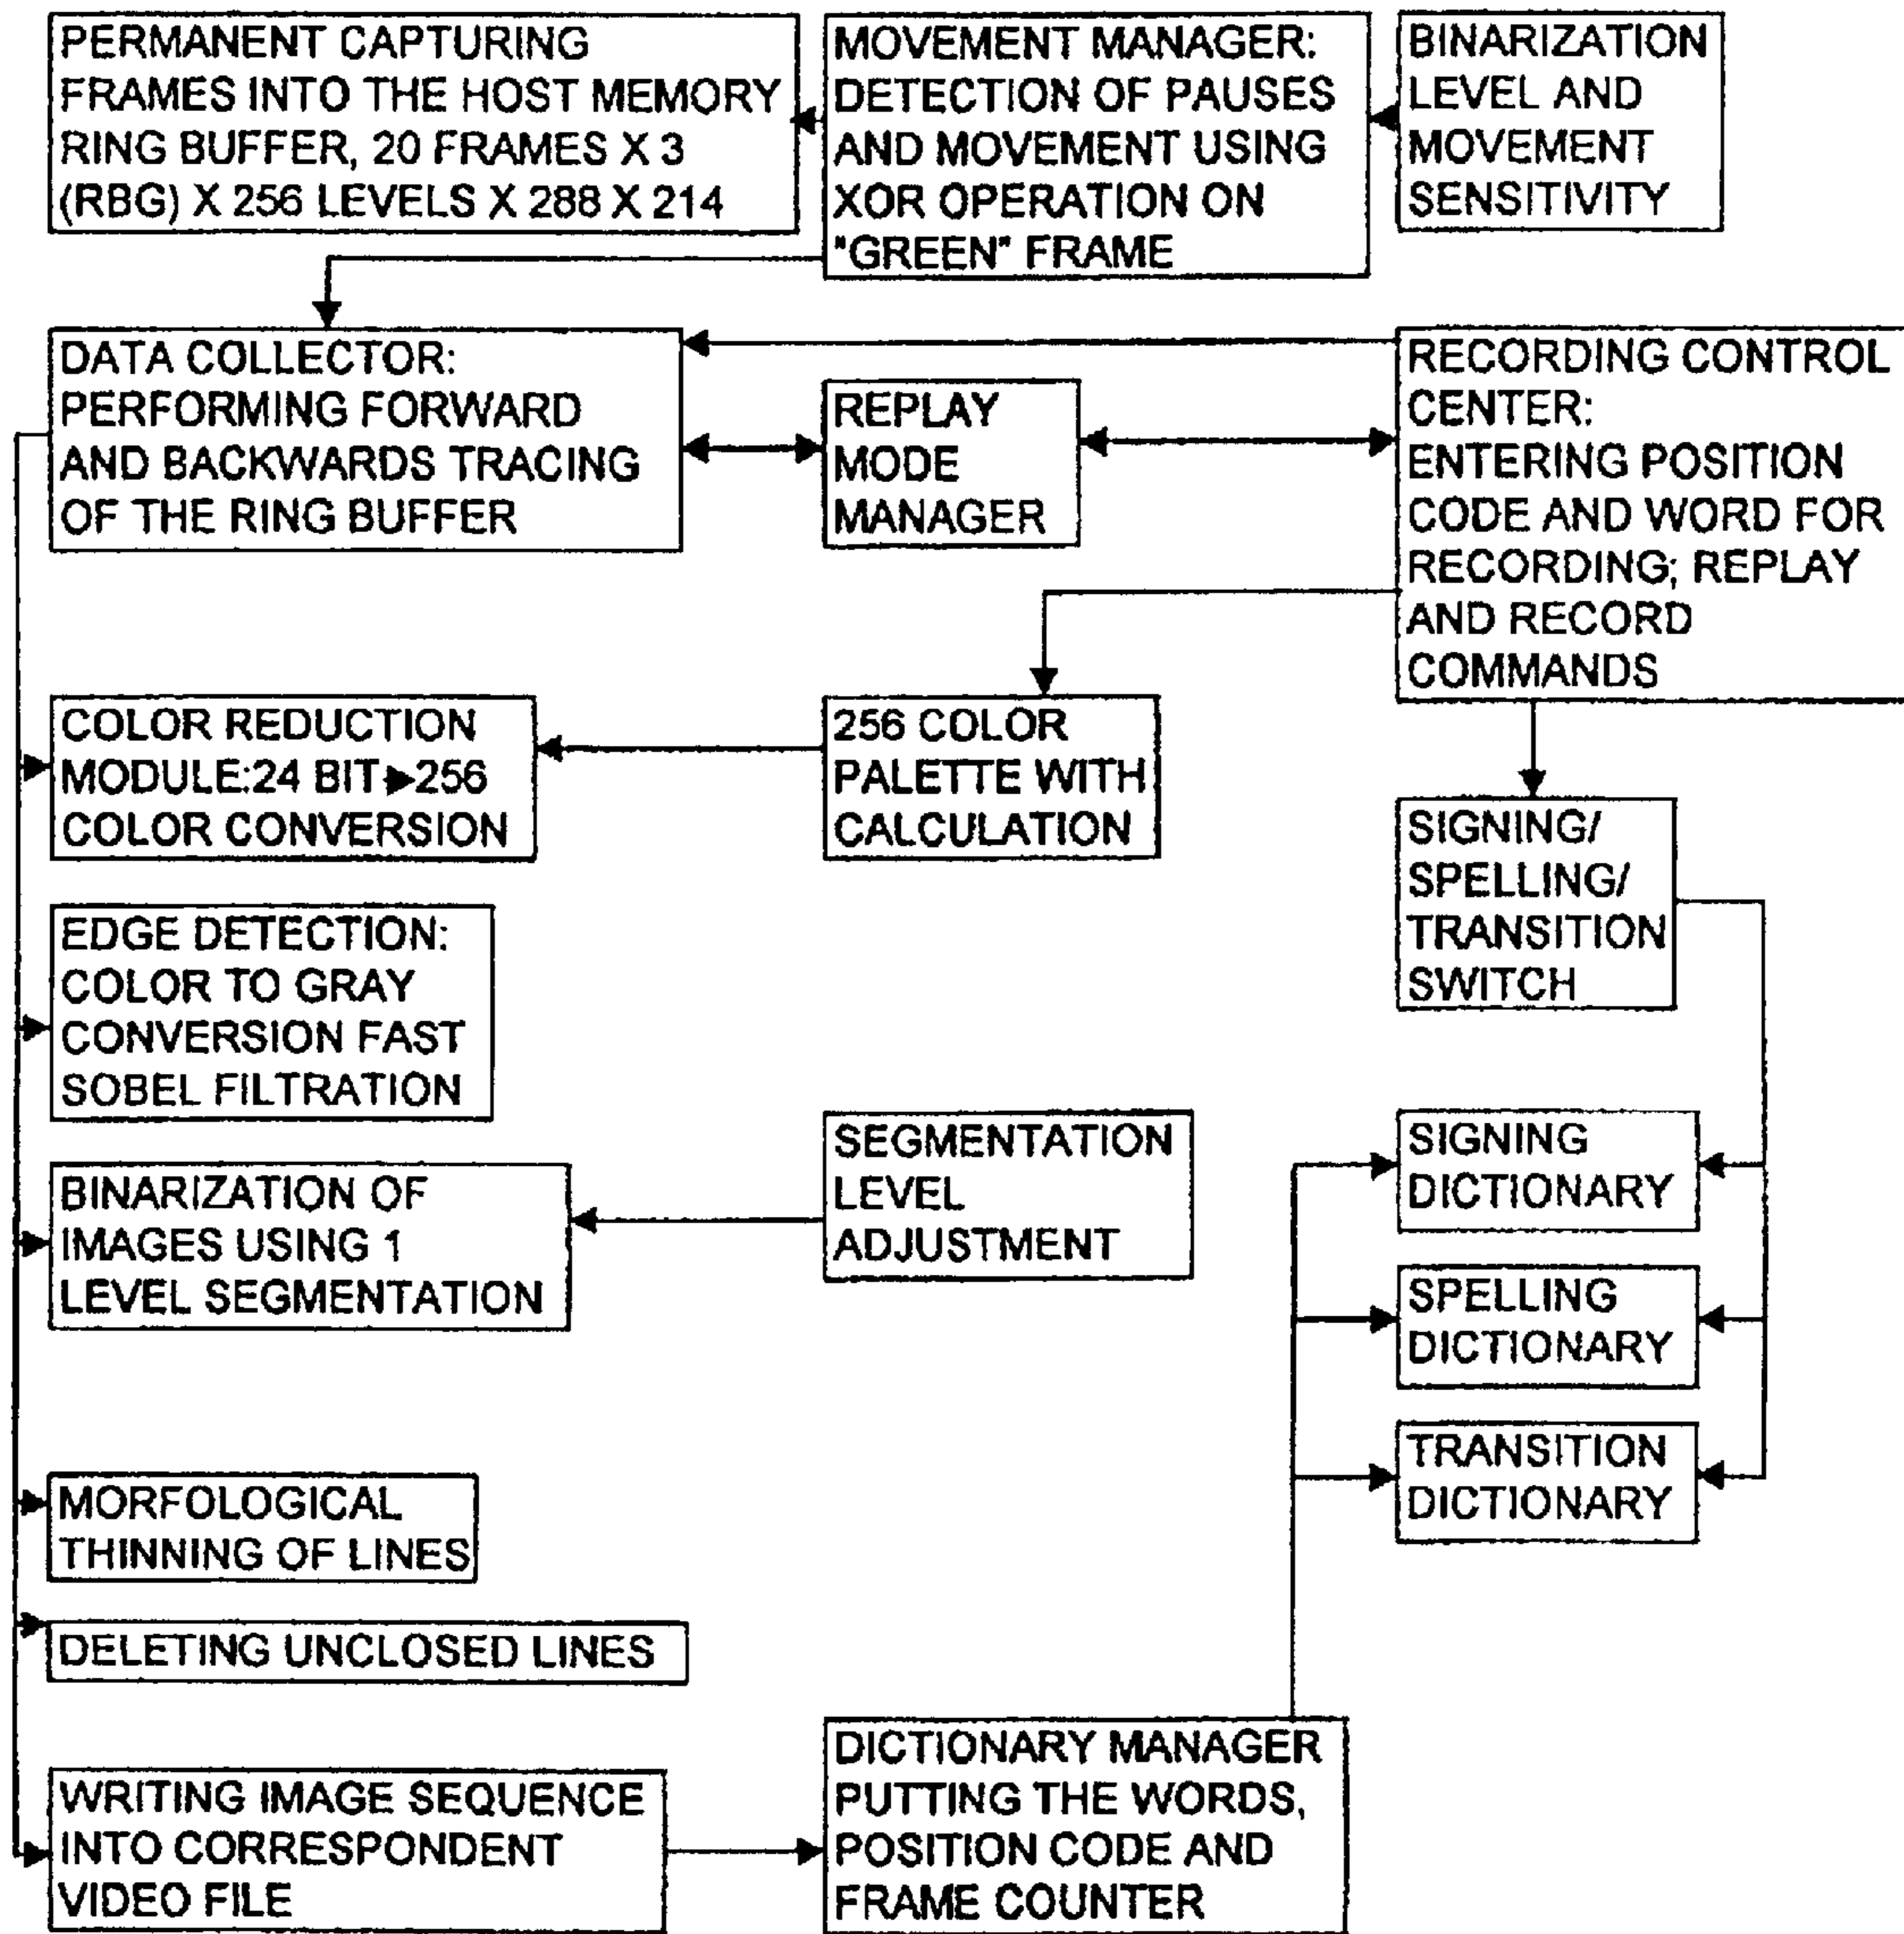 PERMANENT CAPTURING
FRAMES INTO THE HOST MEMORY
RING BUFFER, 20 FRAMES X 3
(RBG) X 256 LEVELS X 288 X 214
MOVEMENT MANAGER:
DETECTION OF PAUSES
AND MOVEMENT USING
XOR OPERATION ON
"GREEN" FRAME
BINARIZATION
LEVEL AND
MOVEMENT
SENSITIVITY
DATA COLLECTOR:
PERFORMING FORWARD
AND BACKWARDS TRACING
OF THE RING BUFFER
REPLAY
MODE
MANAGER
RECORDING CONTROL
CENTER:
ENTERING POSITION
CODE AND WORD FOR
RECORDING; REPLAY
AND RECORD
COMMANDS
COLOR REDUCTION
MODULE:24 BIT▶256
COLOR CONVERSION
256 COLOR
PALETTE WITH
CALCULATION
SIGNING/
SPELLING/
TRANSITION
SWITCH
EDGE DETECTION:
COLOR TO GRAY
CONVERSION FAST
SOBEL FILTRATION
BINARIZATION OF
IMAGES USING 1
LEVEL SEGMENTATION
SEGMENTATION
LEVEL
ADJUSTMENT
SIGNING
DICTIONARY
SPELLING
DICTIONARY
TRANSITION
DICTIONARY
MORFOLOGICAL
THINNING OF LINES
DELETING UNCLOSED LINES
WRITING IMAGE SEQUENCE
INTO CORRESPONDENT
VIDEO FILE
DICTIONARY MANAGER
PUTTING THE WORDS,
POSITION CODE AND
FRAME COUNTER